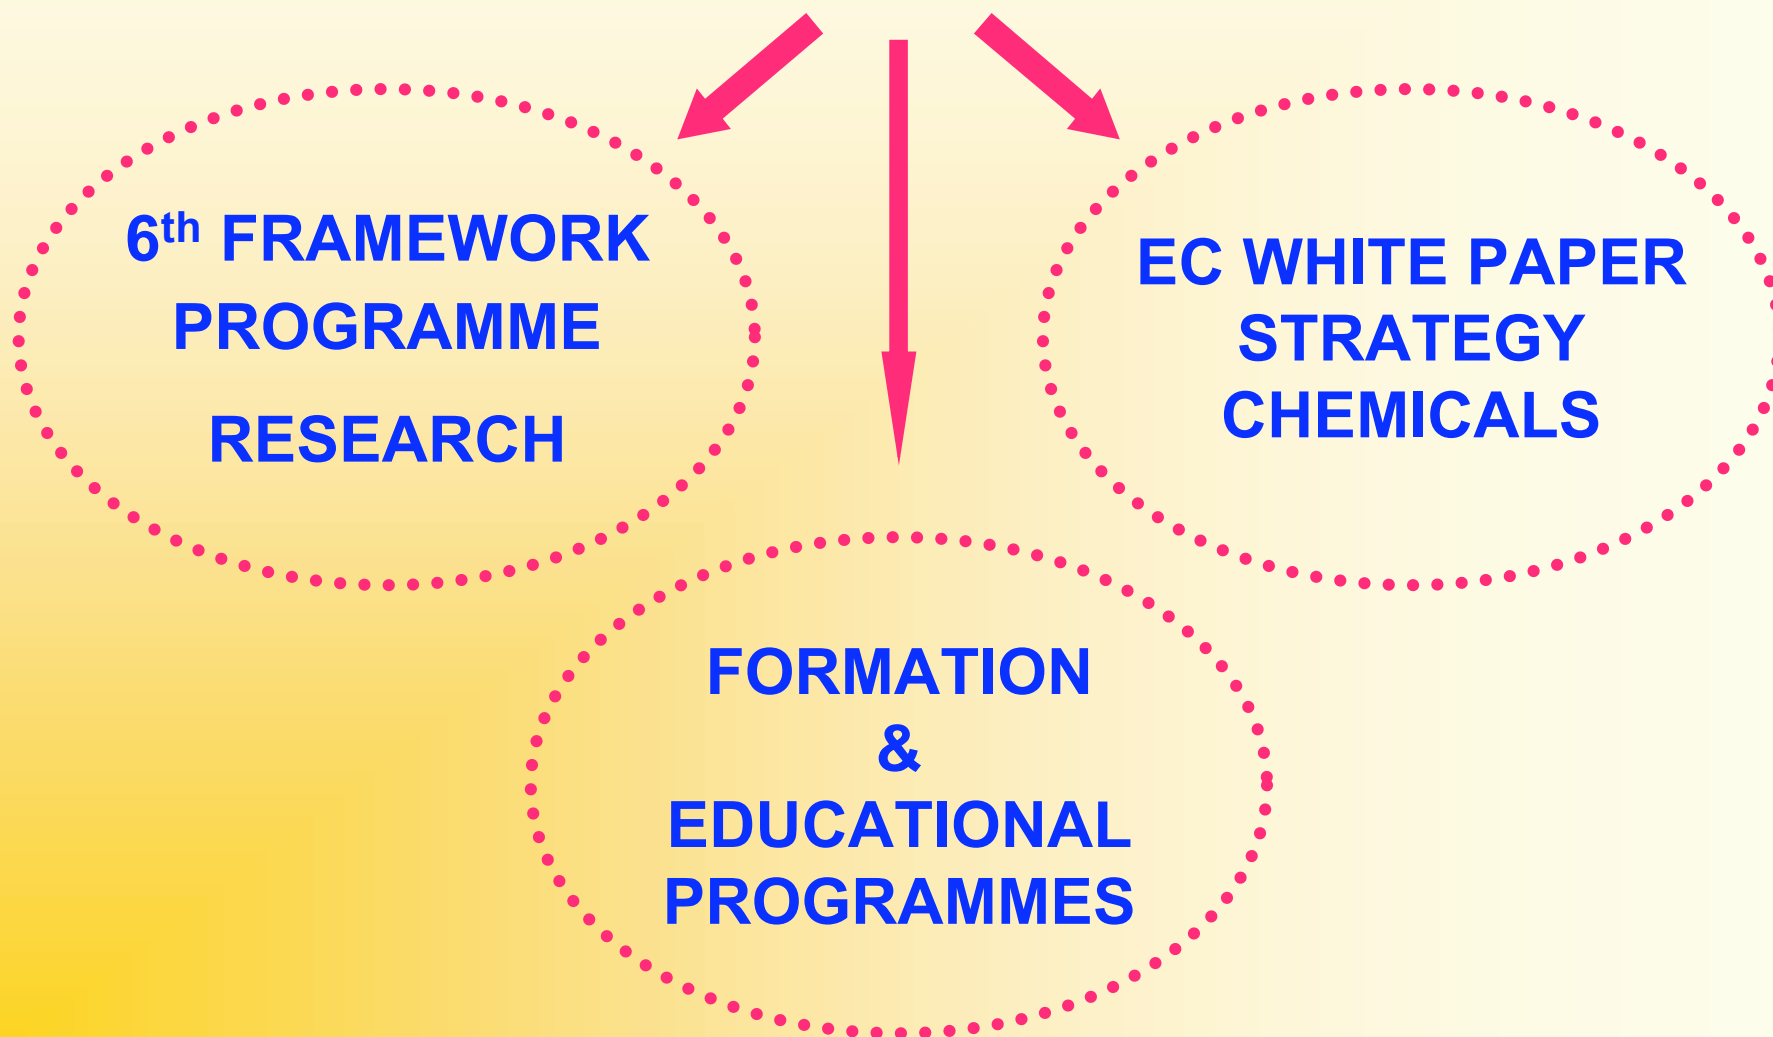 6th FRAMEWORK
PROGRAMME
RESEARCH
EC WHITE PAPER
STRATEGY
CHEMICALS
FORMATION
&
EDUCATIONAL
PROGRAMMES